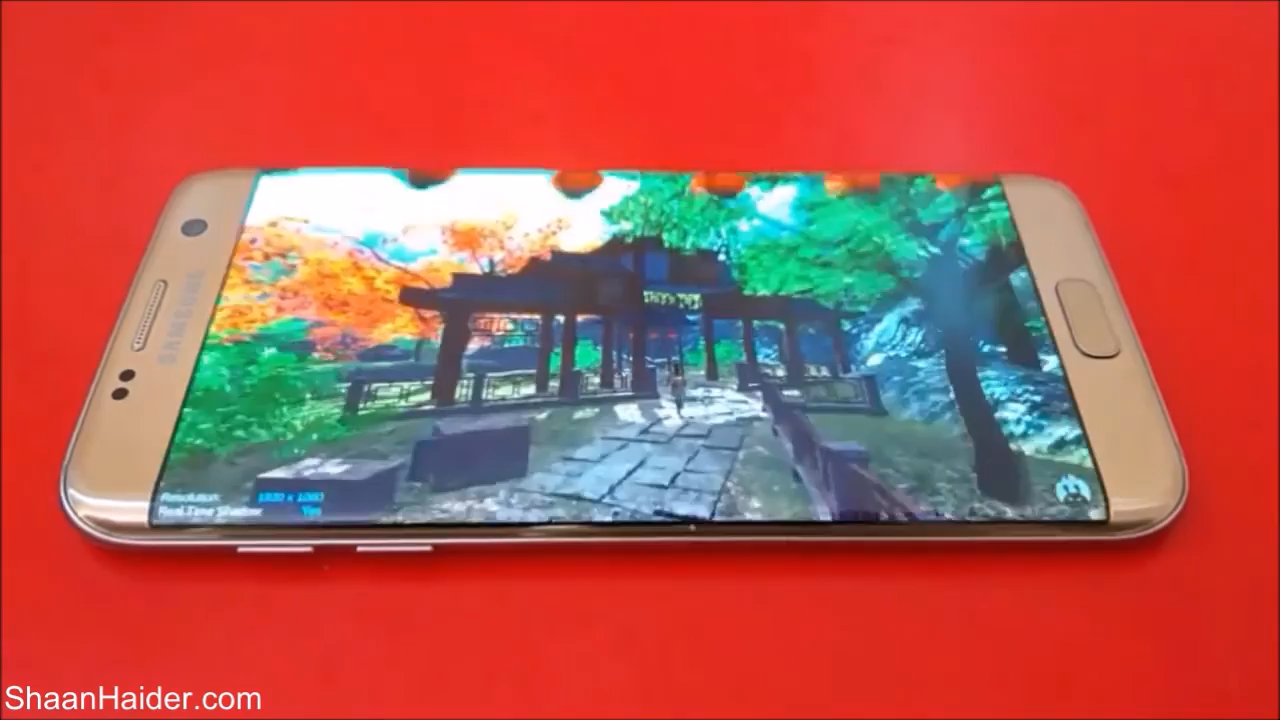 SAMSUNG
Resolution: 1920 x 1080
Real-Time Shadow: Yes
ShaanHaider.com